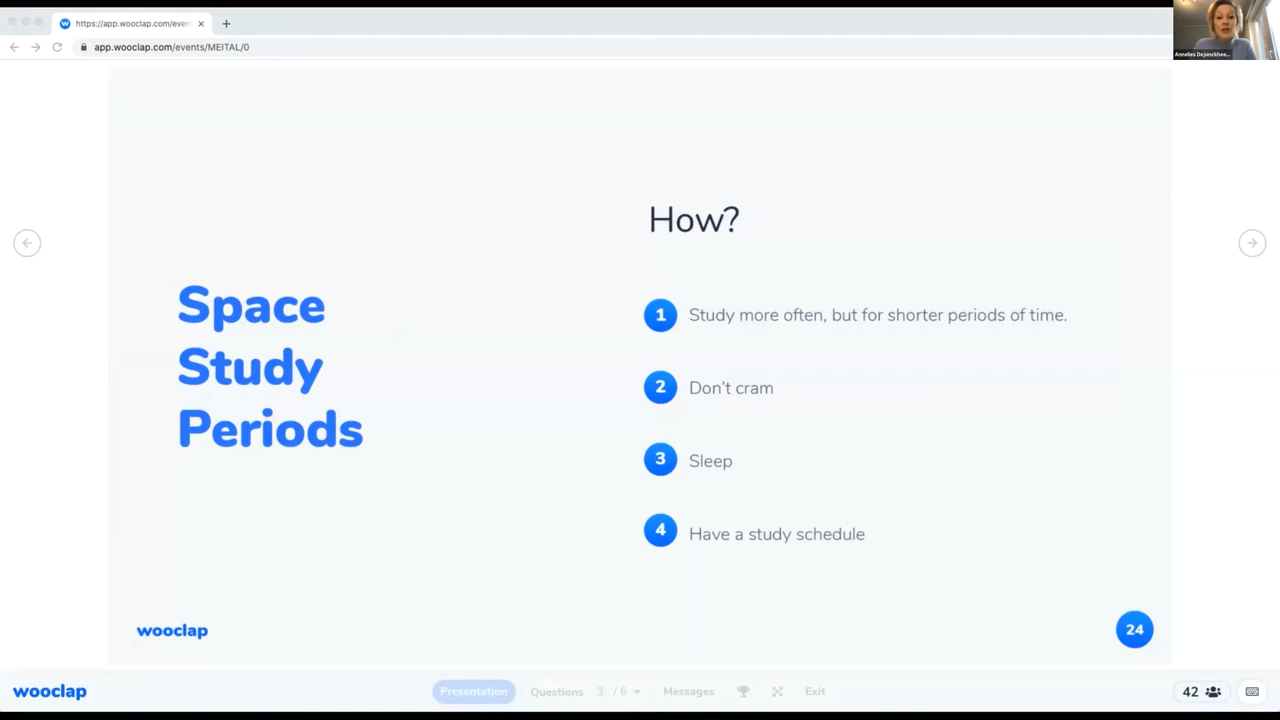 https://app.wooclap.com/even
app.wooclap.com/events/MEITAL/0
Annelies Dejonckhee...
How?
Space
Study
Periods
1 Study more often, but for shorter periods of time.
2 Don't cram
3 Sleep
4 Have a study schedule
wooclap
24
wooclap
Presentation Questions 3 / 6 Messages Exit
42